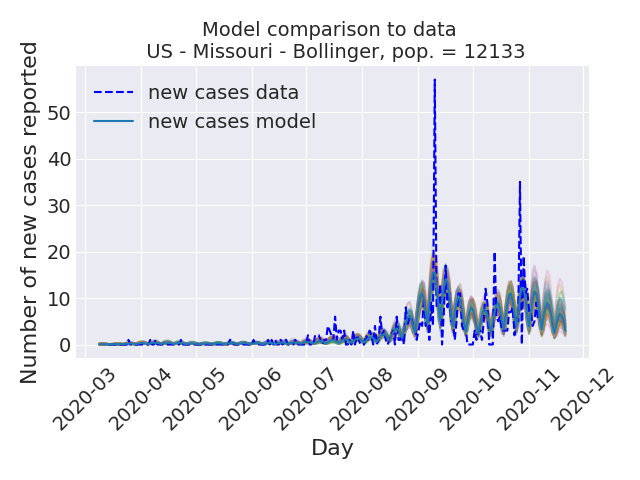 Model comparison to data
US - Missouri - Bollinger, pop. = 12133
Number of new cases reported
50
40
30
20
10
0
new cases data
new cases model
2020-03
2020-04
2020-05
2020-06
2020-07
2020-08
2020-09
2020-10
2020-11
2020-12
Day